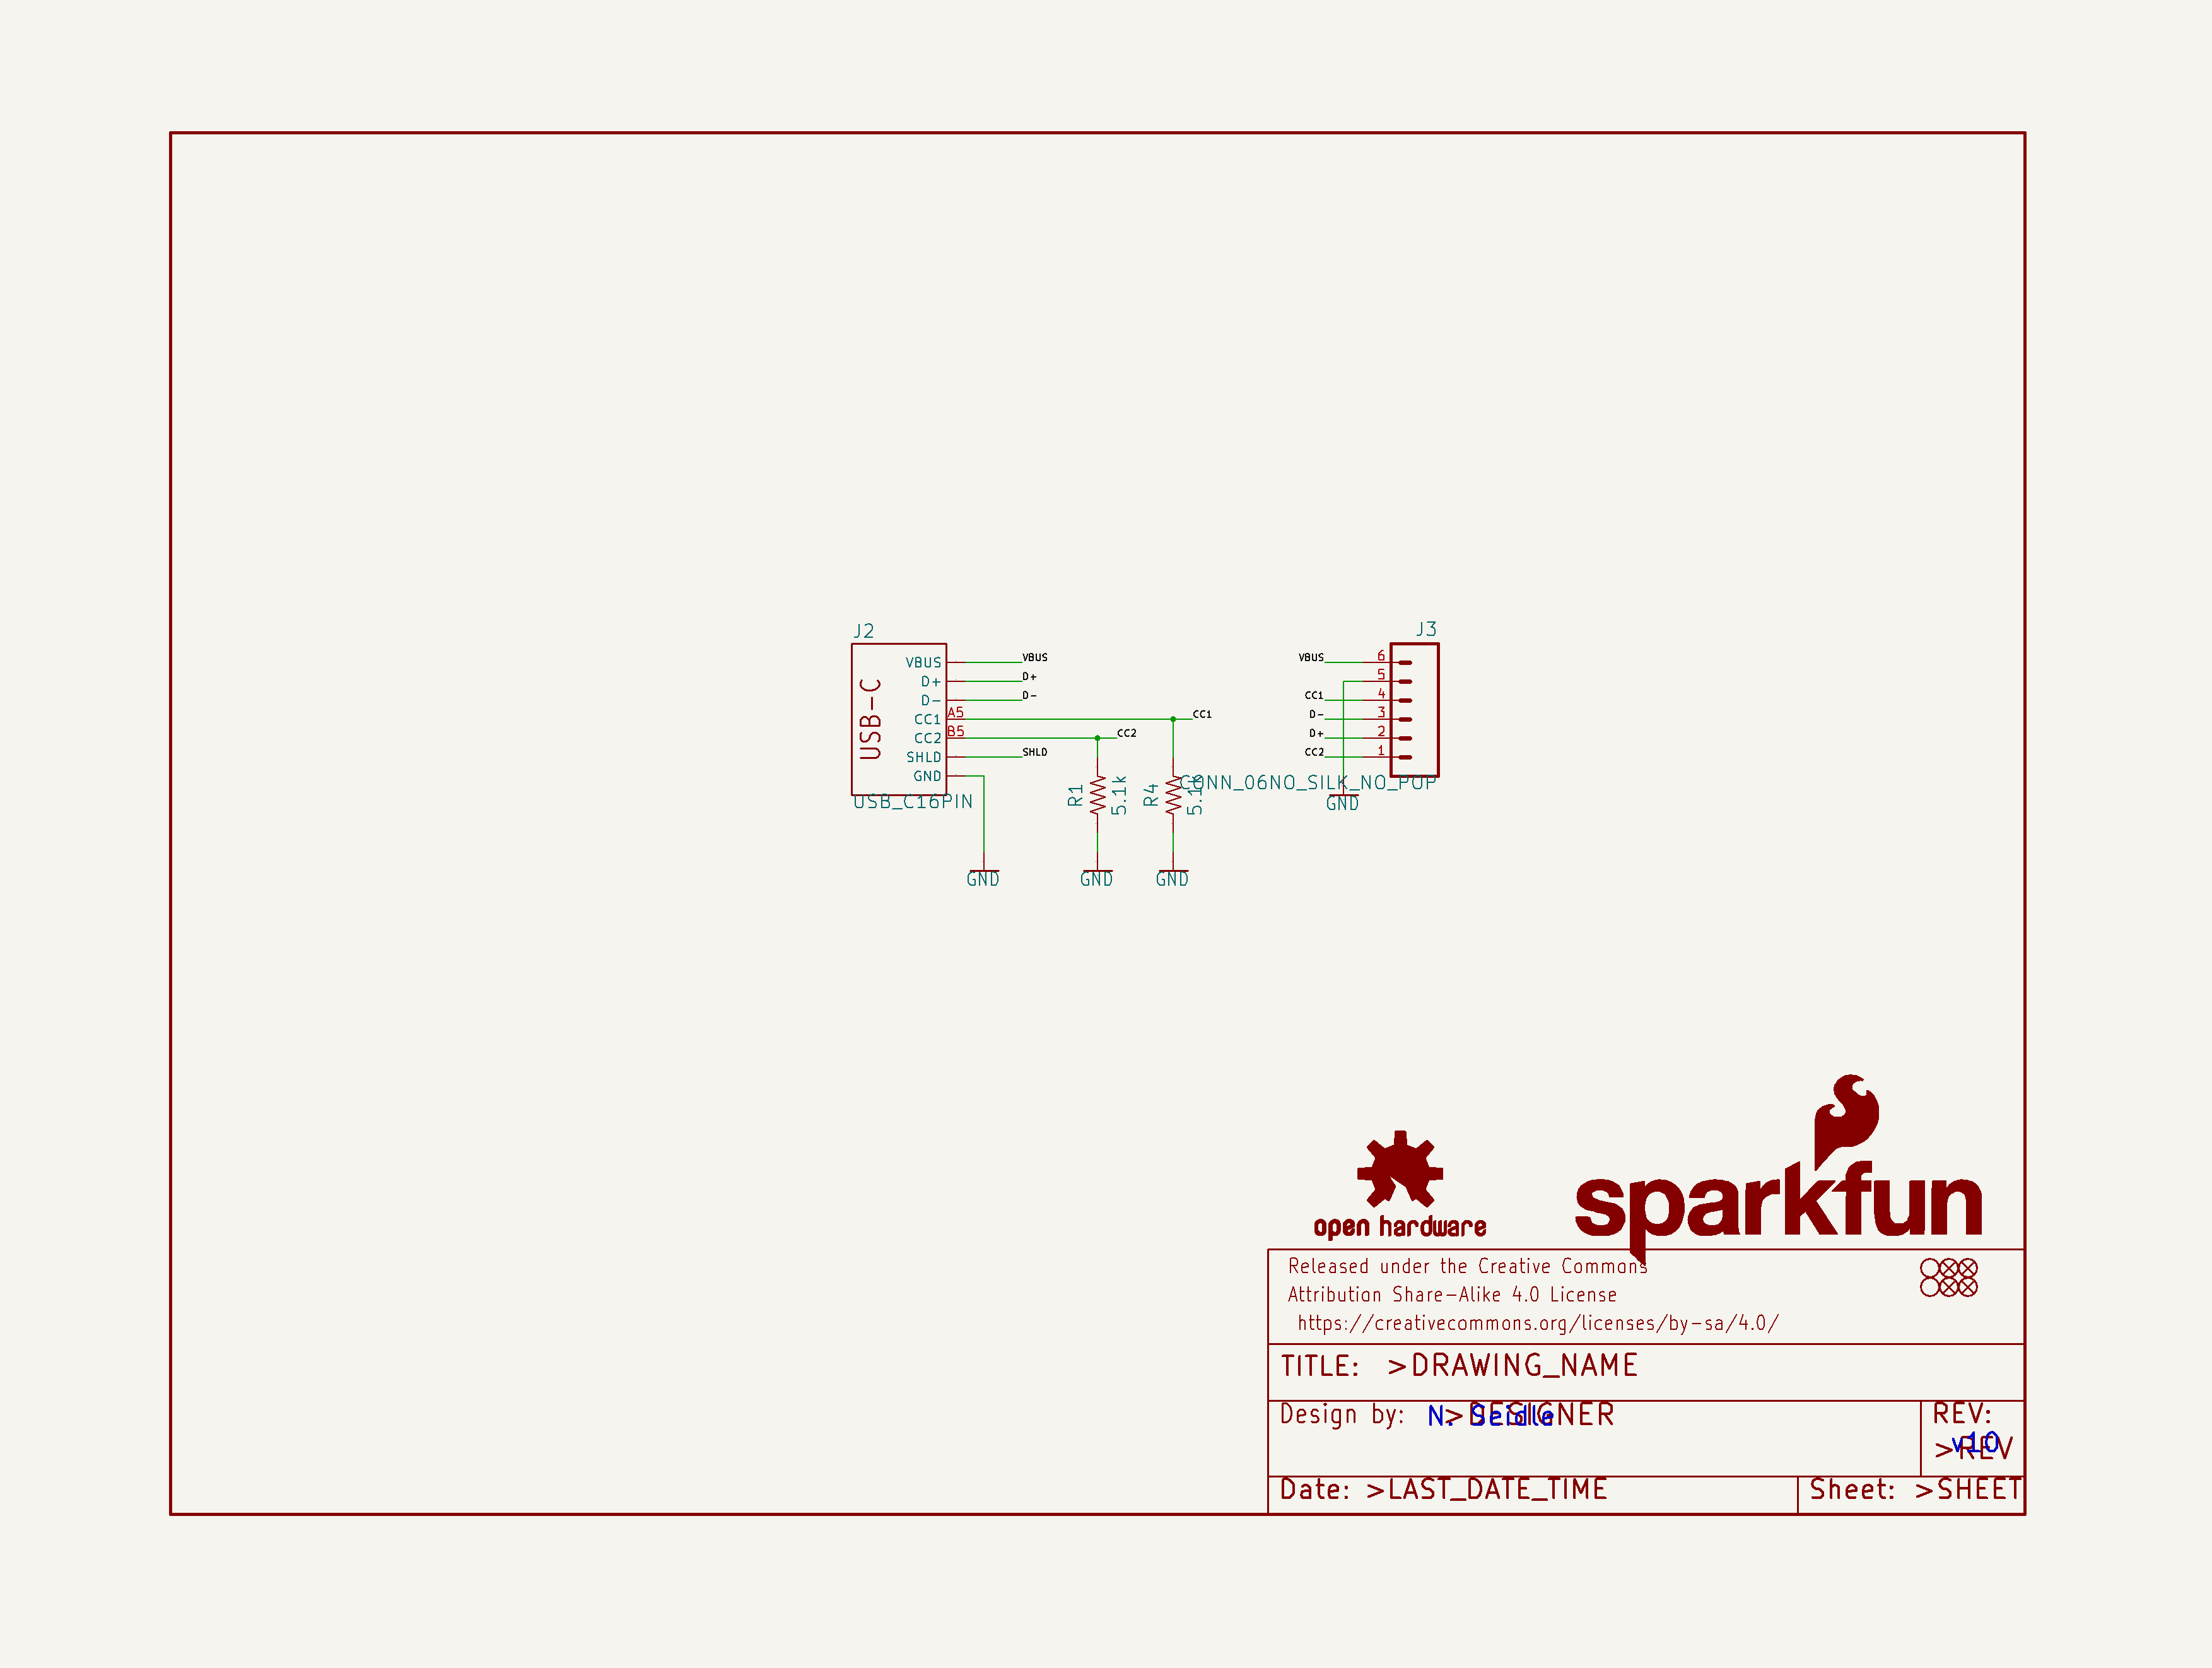 J2
USB-C
VBUS
D+
D-
CC1
CC2
SHLD
GND
A5
B5
USB_C16PIN
VBUS
D+
D-
CC1
CC2
SHLD
R1
5.1k
R4
5.1k
GND
GND
GND
J3
VBUS
CC1
D-
D+
CC2
6
5
4
3
2
1
CONN_06NO_SILK_NO_POP
GND
open hardware
sparkfun
Released under the Creative Commons
Attribution Share-Alike 4.0 License
https://creativecommons.org/licenses/by-sa/4.0/
TITLE: >DRAWING_NAME
Design by: >DESIGNER
N. Seidle
REV:
>REV
v10
Date: >LAST_DATE_TIME
Sheet: >SHEET